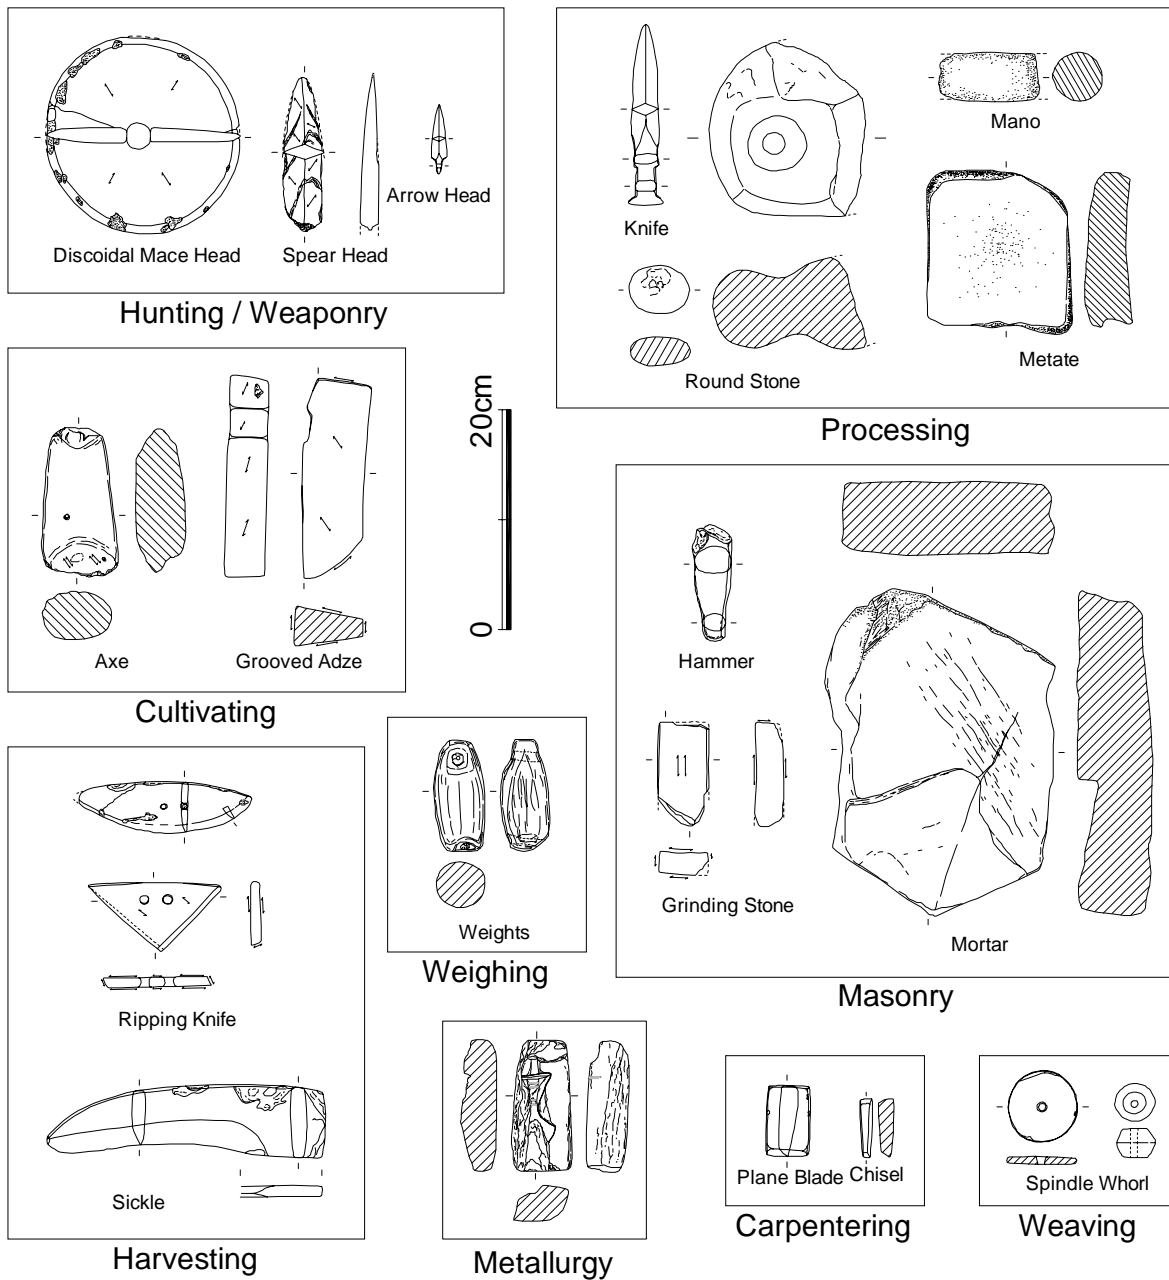 Discoidal Mace Head
Spear Head
Arrow Head
Hunting / Weaponry
Knife
Mano
Round Stone
Metate
Processing
Axe
Grooved Adze
Cultivating
0
20cm
Hammer
Grinding Stone
Mortar
Masonry
Ripping Knife
Sickle
Harvesting
Weights
Weighing
Metallurgy
Plane Blade
Chisel
Carpentering
Spindle Whorl
Weaving